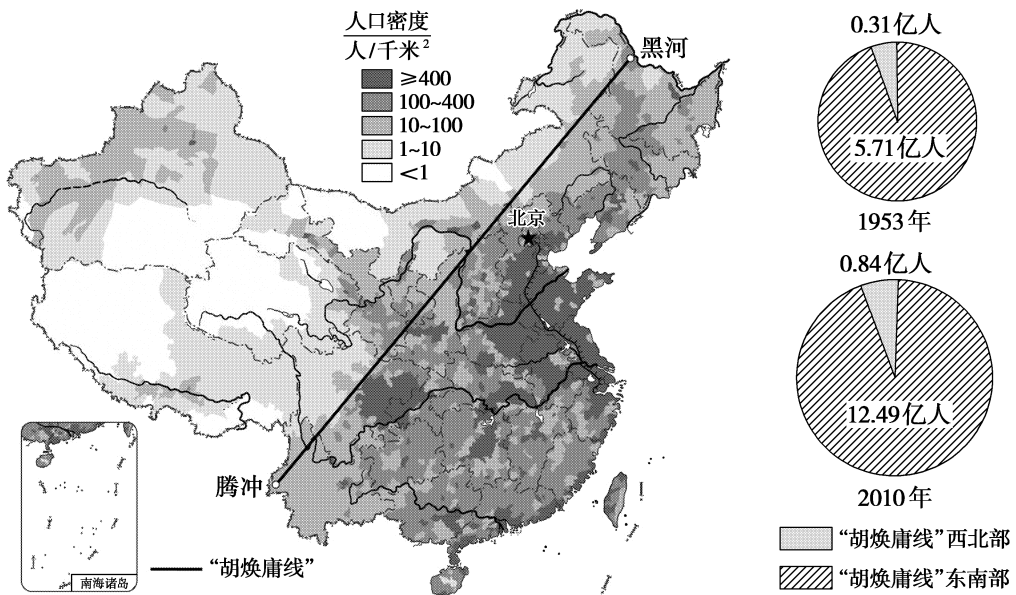 人口密度
人/千米²
≥400
100~400
10~100
1~10
<1
黑河
北京
腾冲
南海诸岛
“胡焕庸线”
0.31亿人
5.71亿人
1953年
0.84亿人
12.49亿人
2010年
“胡焕庸线”西北部
“胡焕庸线”东南部